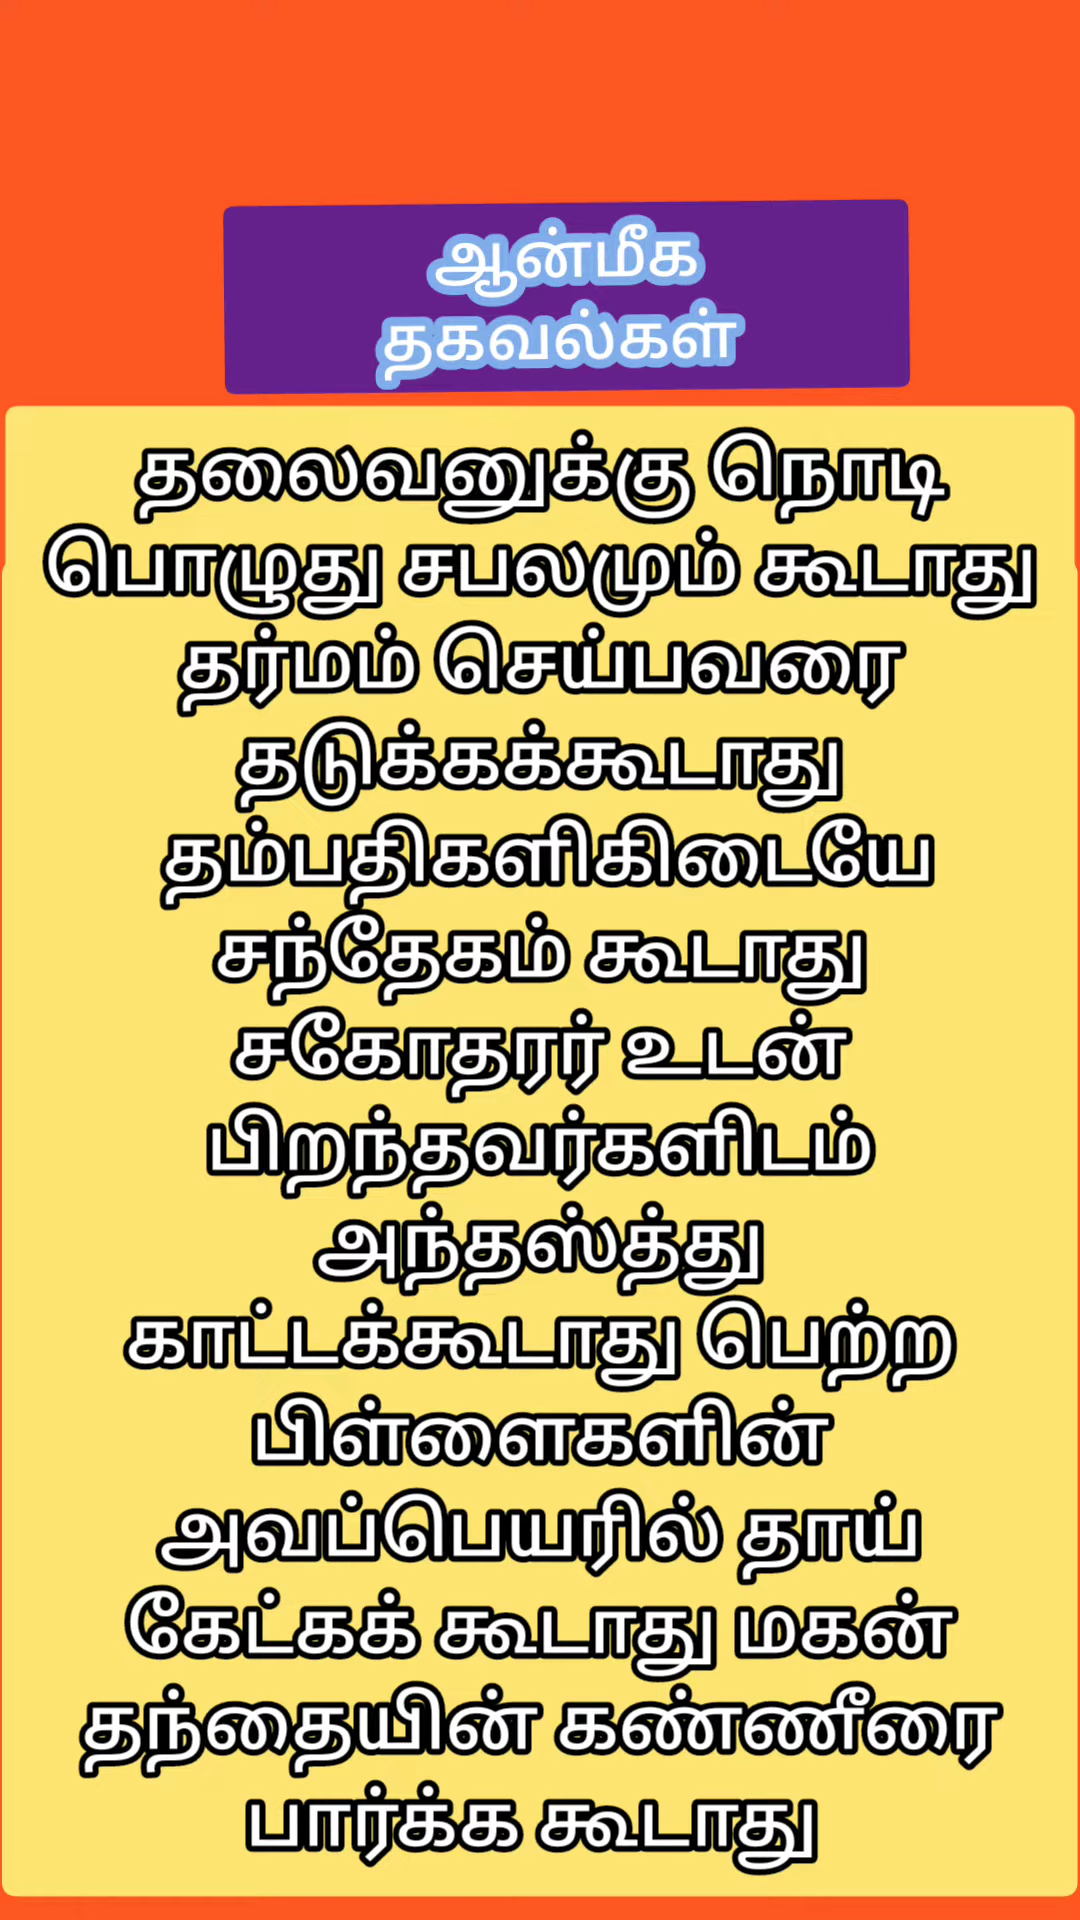 ஆன்மீக
தகவல்கள்
தலைவனுக்கு நொடி
பொழுது சபலமும் கூடாது
தர்மம் செய்பவரை
தடுக்கக்கூடாது
தம்பதிகளிகிடையே
சந்தேகம் கூடாது
சகோதரர் உடன்
பிறந்தவர்களிடம்
அந்தஸ்த்து
காட்டக்கூடாது பெற்ற
பிள்ளைகளின்
அவப்பெயரில் தாய்
கேட்கக் கூடாது மகன்
தந்தையின் கண்ணீரை
பார்க்க கூடாது